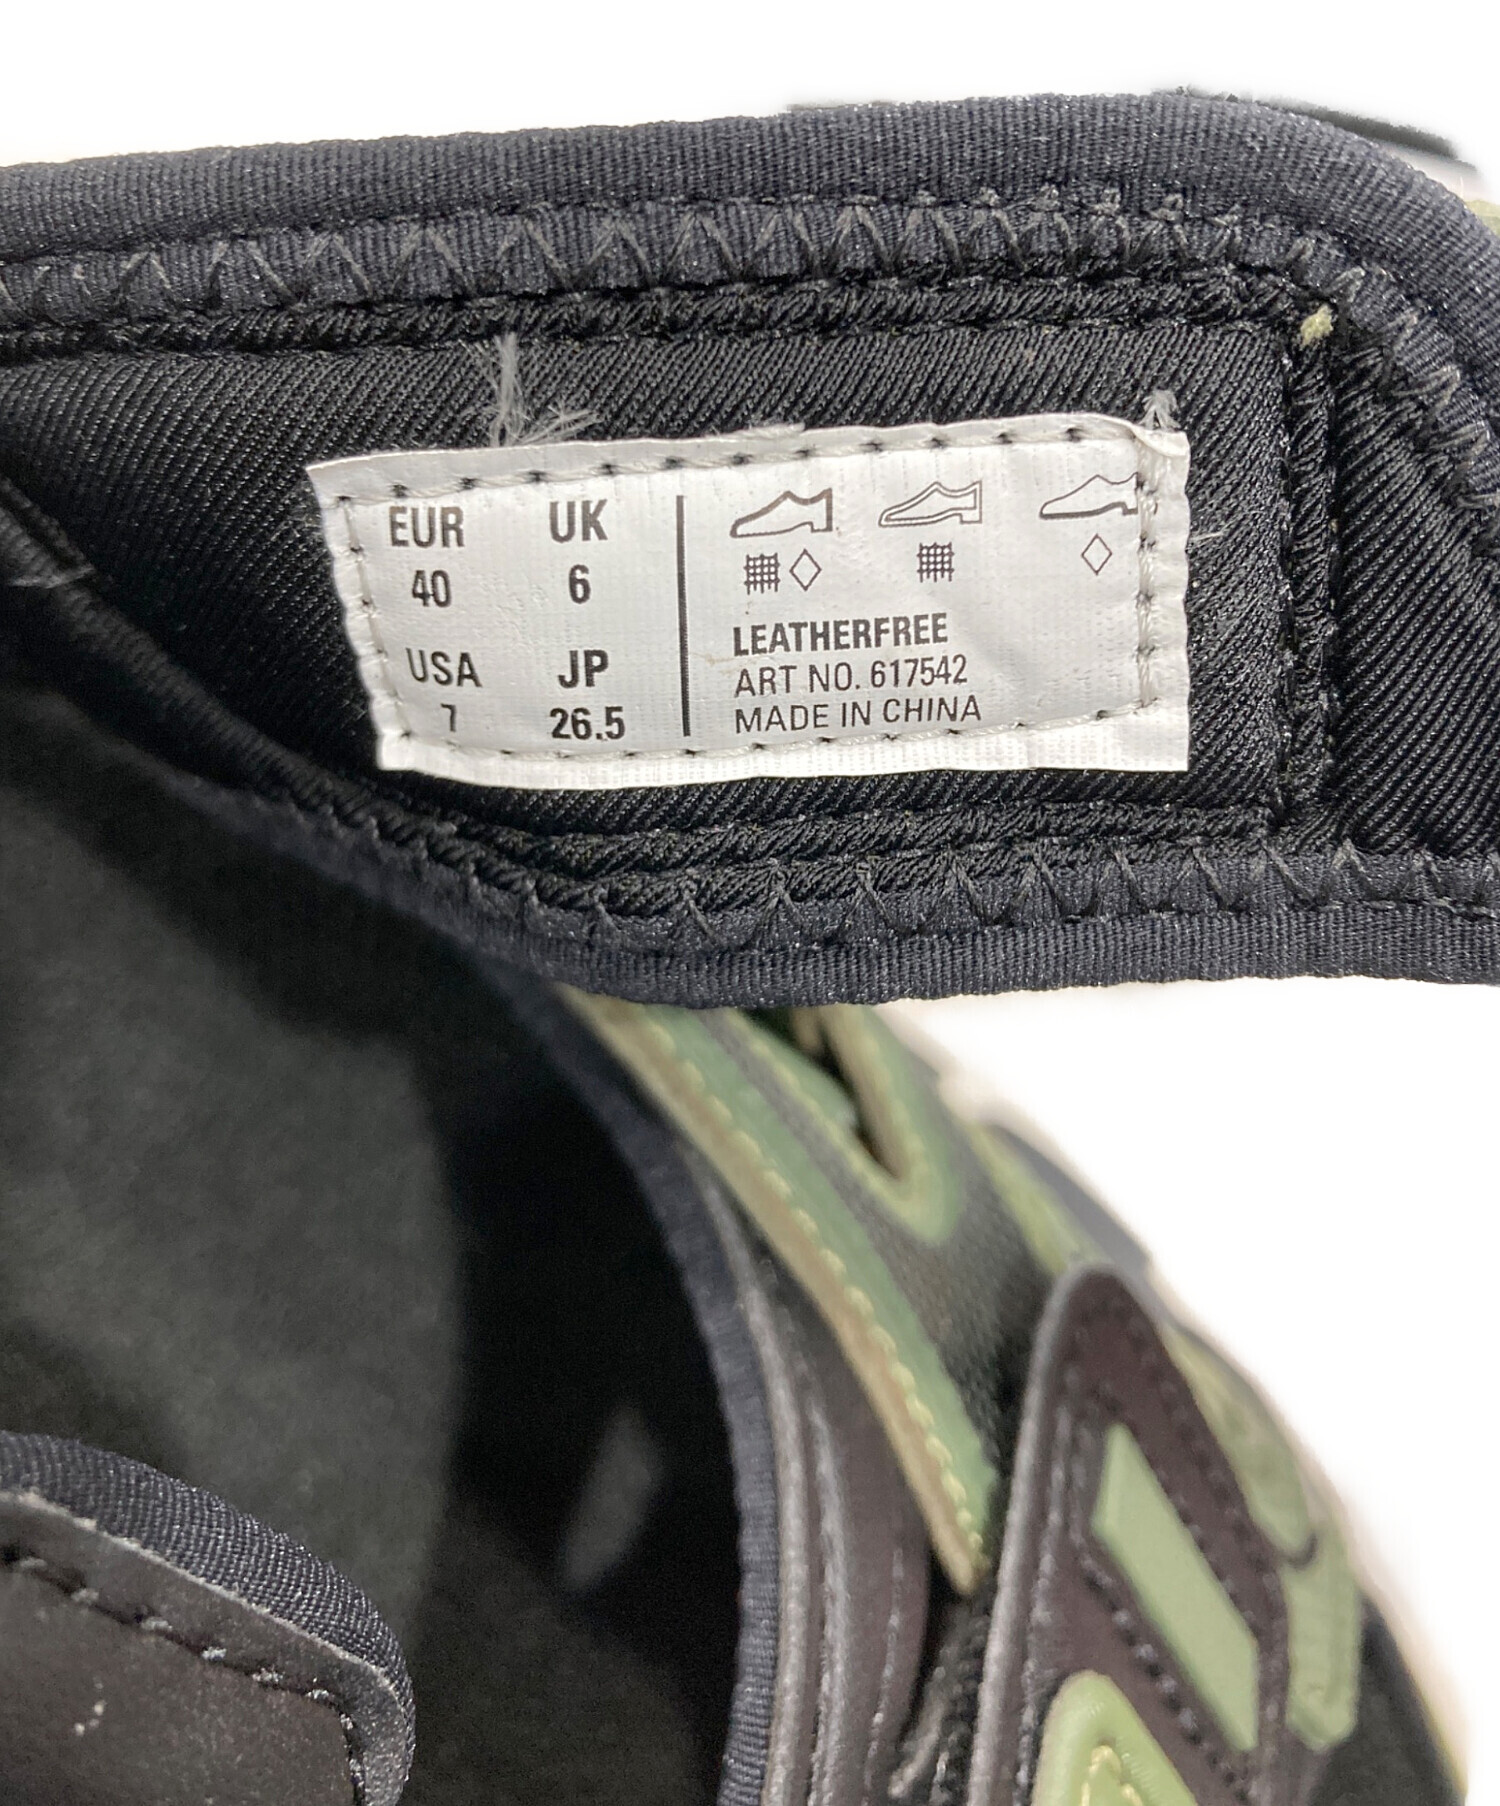 EUR UK
40 6
USA JP
7 26.5
LEATHERFREE
ART NO. 617542
MADE IN CHINA